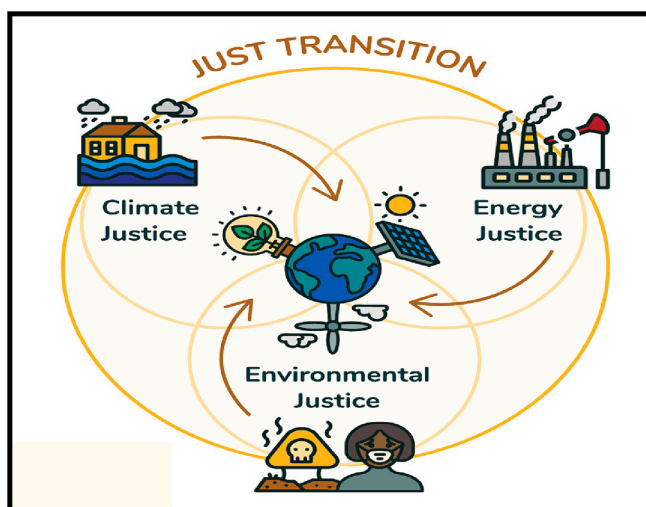 JUST TRANSITION
Climate
Justice
Energy
Justice
Environmental
Justice